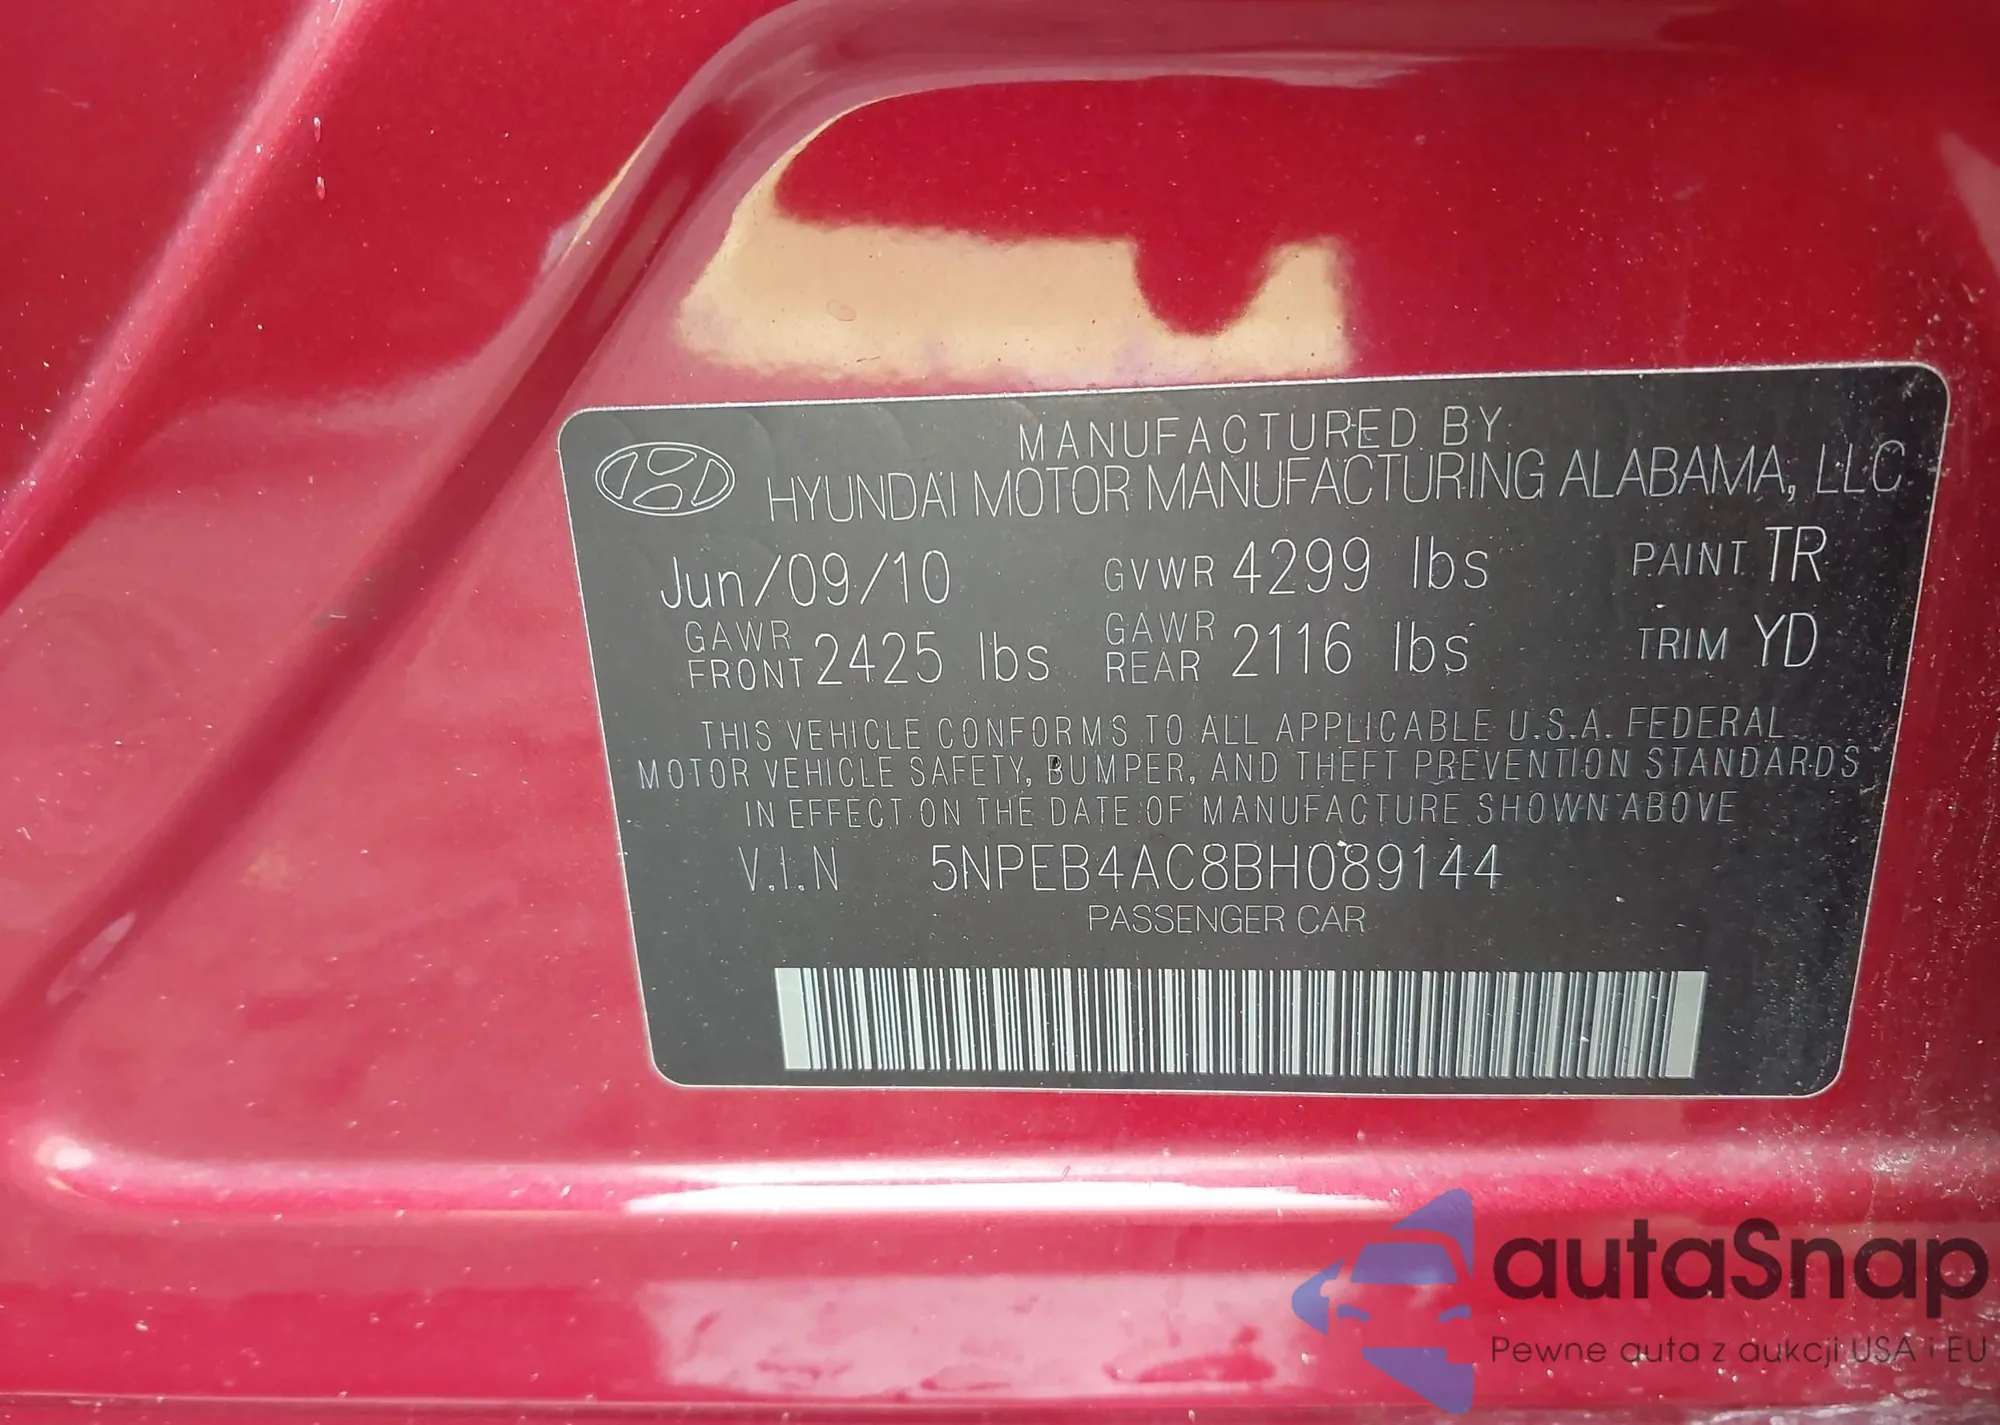 MANUFACTURED BY
HYUNDAI MOTOR MANUFACTURING ALABAMA, LLC
Jun/09/10 GVWR 4299 lbs PAINT TR
GAWR FRONT 2425 lbs GAWR REAR 2116 lbs TRIM YD
THIS VEHICLE CONFORMS TO ALL APPLICABLE U.S.A. FEDERAL
MOTOR VEHICLE SAFETY, BUMPER, AND THEFT PREVENTION STANDARDS
IN EFFECT ON THE DATE OF MANUFACTURE SHOWN ABOVE
V.I.N 5NPEB4AC8BH089144
PASSENGER CAR
autaSnap
Pewne auta z aukcji USA i EU